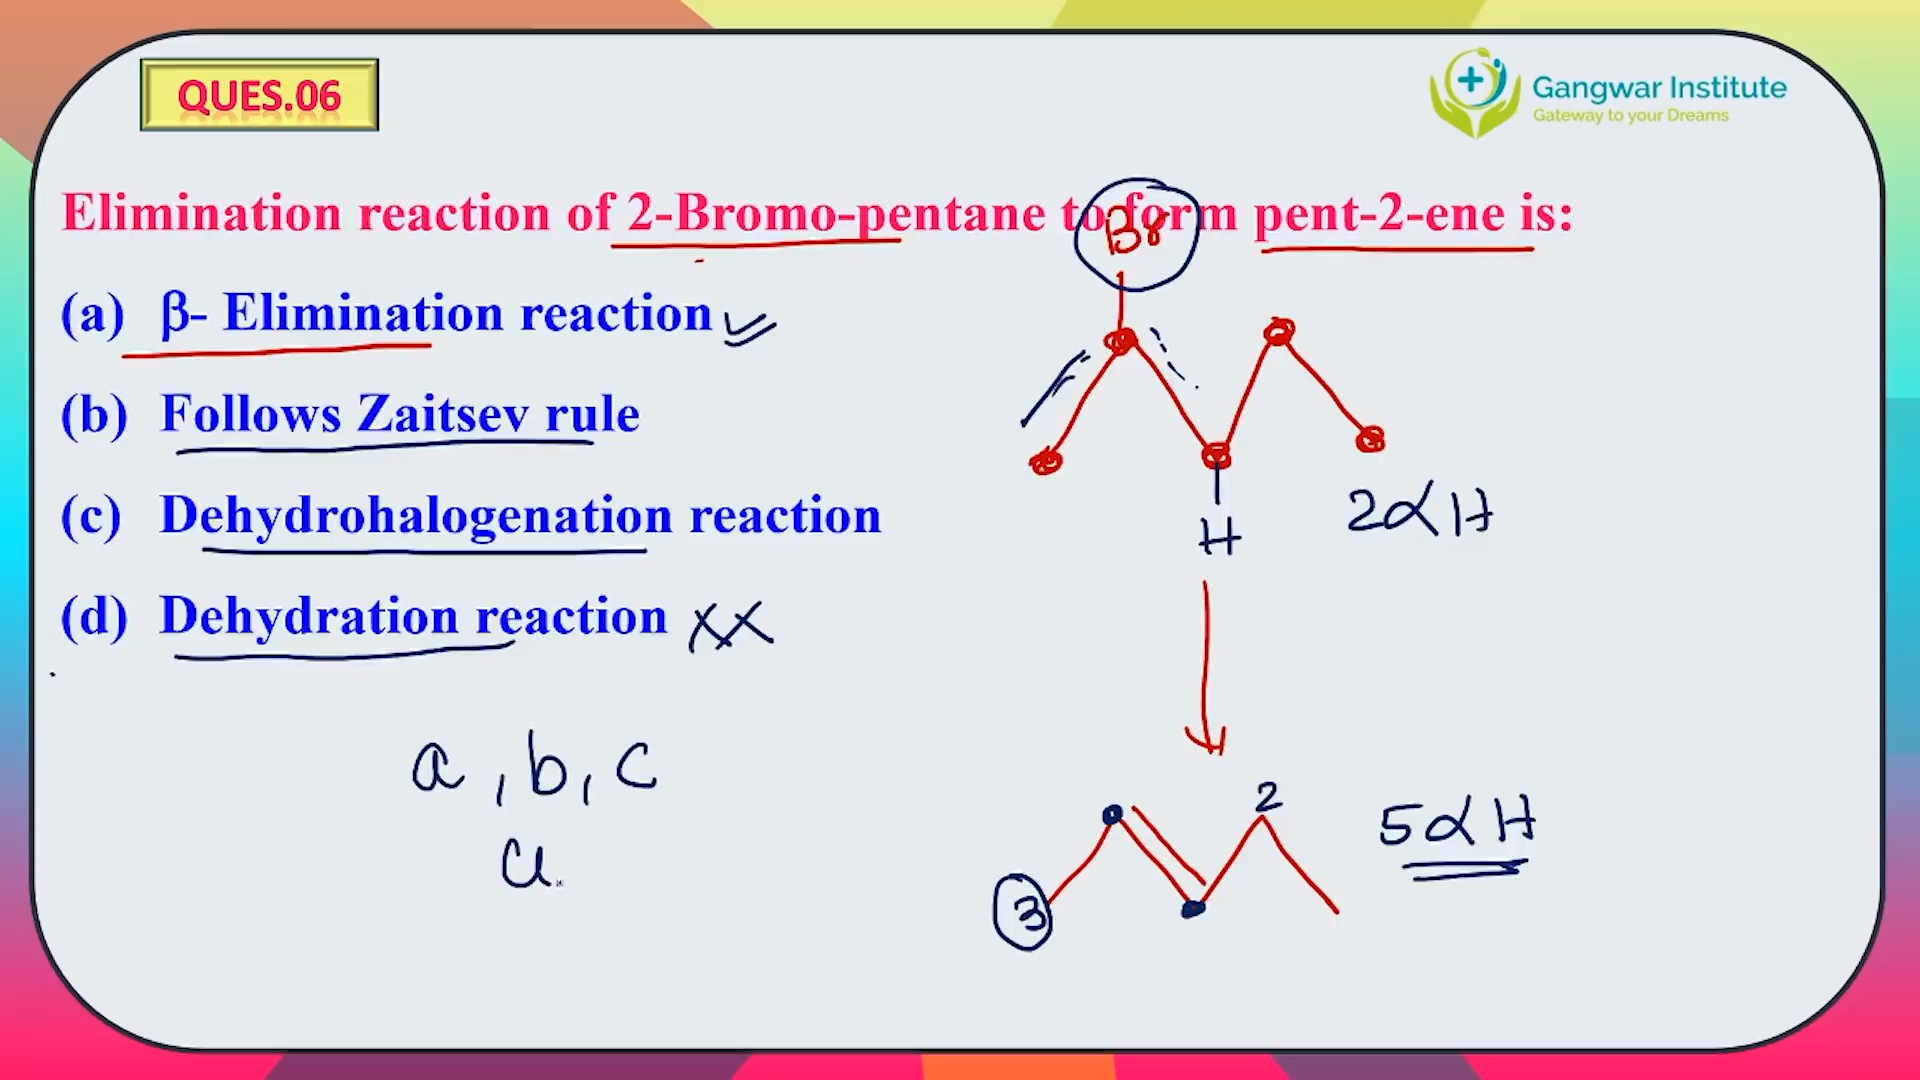 QUES.06
Gangwar Institute
Gateway to your Dreams
Elimination reaction of 2-Bromo-pentane to form pent-2-ene is:
Br
(a) β- Elimination reaction
(b) Follows Zaitsev rule
(c) Dehydrohalogenation reaction
2αH
H
(d) Dehydration reaction
a, b, c
2
5αH
3